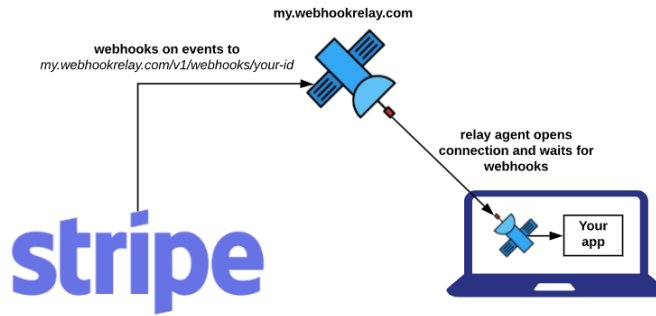 my.webhookrelay.com
webhooks on events to
my.webhookrelay.com/v1/webhooks/your-id
relay agent opens
connection and waits for
webhooks
stripe
Your
app